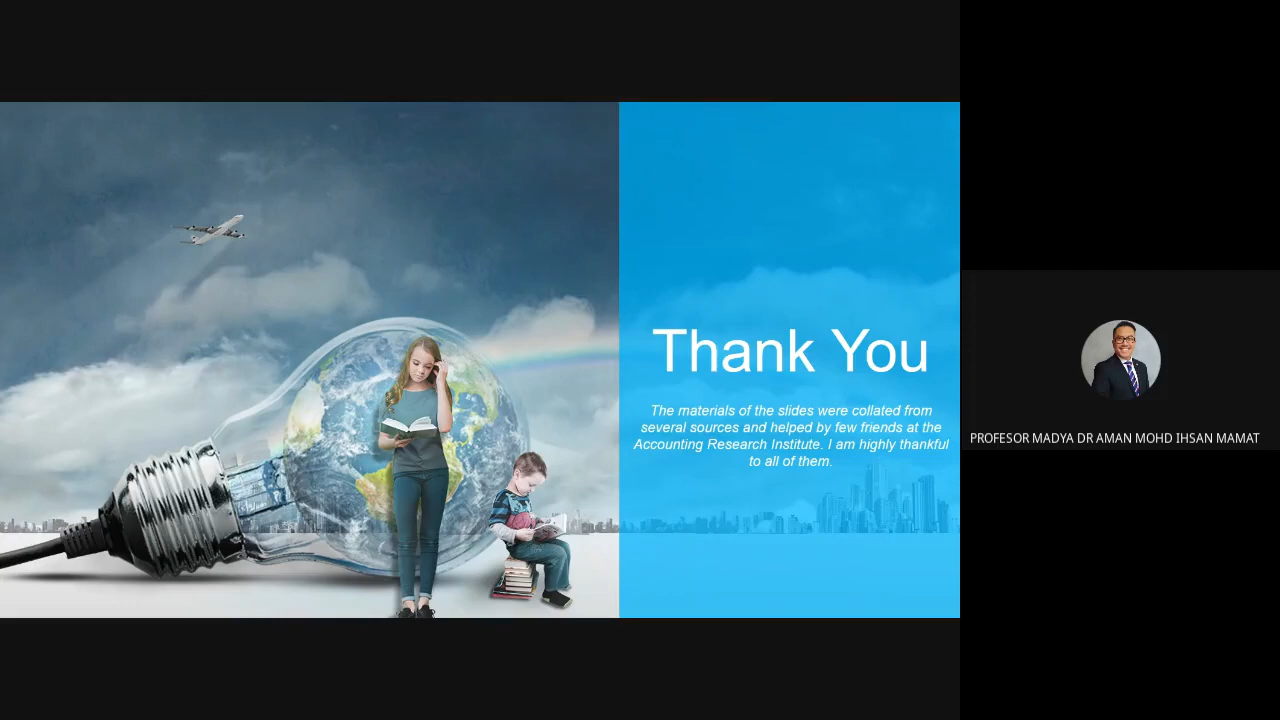 Thank You
The materials of the slides were collated from
several sources and helped by few friends at the
Accounting Research Institute. I am highly thankful
to all of them.
PROFESOR MADYA DR AMAN MOHD IHSAN MAMAT